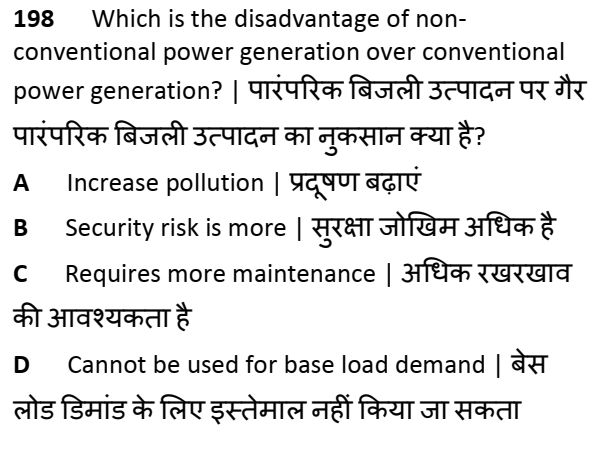 198 Which is the disadvantage of non-
conventional power generation over conventional
power generation? | पारंपरिक बिजली उत्पादन पर गैर
पारंपरिक बिजली उत्पादन का नुकसान क्या है?
A Increase pollution | प्रदूषण बढ़ाएं
B Security risk is more | सुरक्षा जोखिम अधिक है
C Requires more maintenance | अधिक रखरखाव
की आवश्यकता है
D Cannot be used for base load demand | बेस
लोड डिमांड के लिए इस्तेमाल नहीं किया जा सकता